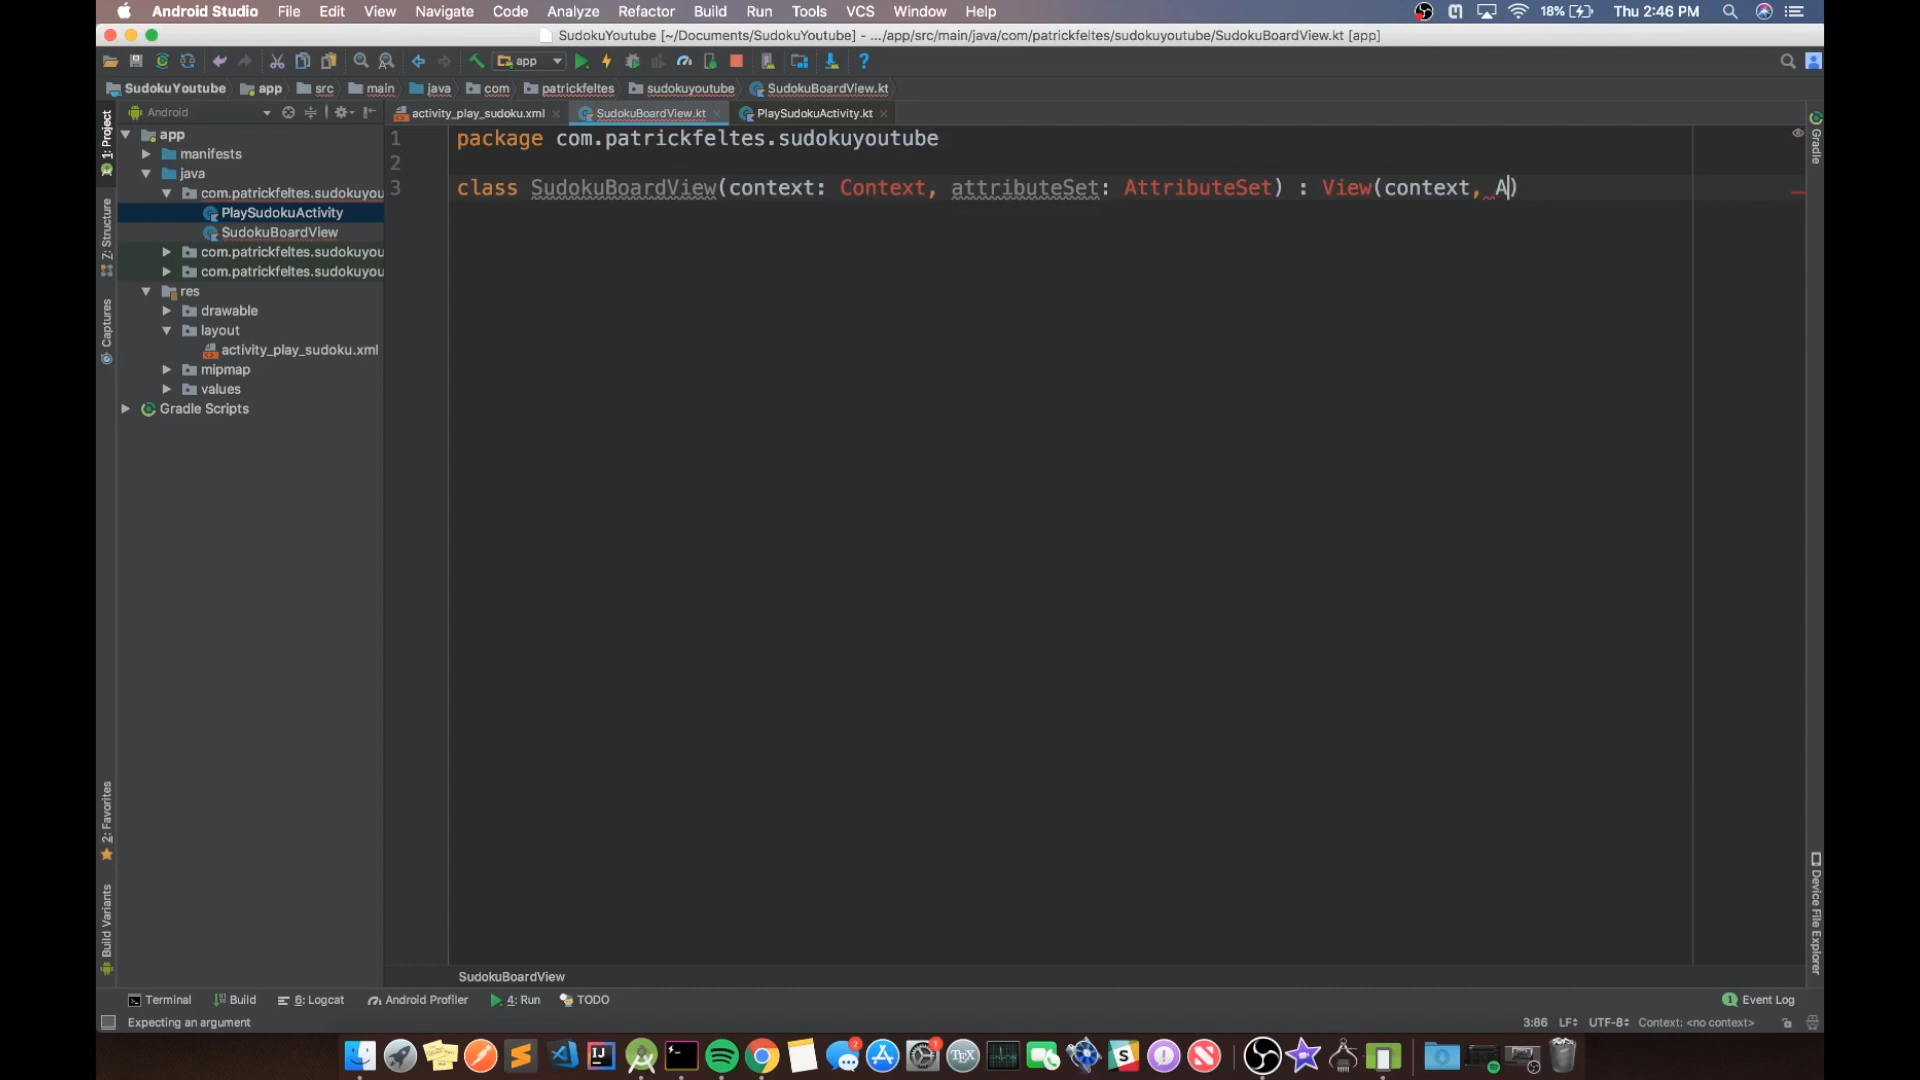 Android Studio File Edit View Navigate Code Analyze Refactor Build Run Tools VCS Window Help 18% Thu 2:46 PM
SudokuYoutube [~/Documents/SudokuYoutube] - .../app/src/main/java/com/patrickfeltes/sudokuyoutube/SudokuBoardView.kt [app]
app
SudokuYoutube app src main java com patrickfeltes sudokuyoutube SudokuBoardView.kt
Android
activity_play_sudoku.xml SudokuBoardView.kt PlaySudokuActivity.kt
app
manifests
java
com.patrickfeltes.sudokuyou
PlaySudokuActivity
SudokuBoardView
com.patrickfeltes.sudokuyou
com.patrickfeltes.sudokuyou
res
drawable
layout
activity_play_sudoku.xml
mipmap
values
Gradle Scripts
1 package com.patrickfeltes.sudokuyoutube
2
3 class SudokuBoardView(context: Context, attributeSet: AttributeSet) : View(context, A)
1: Project
Z: Structure
Captures
2: Favorites
Build Variants
Gradle
Device File Explorer
SudokuBoardView
Terminal Build 6: Logcat Android Profiler 4: Run TODO 1 Event Log
Expecting an argument 3:86 LF÷ UTF-8÷ Context: <no context>
IJ 2 1 TEX S